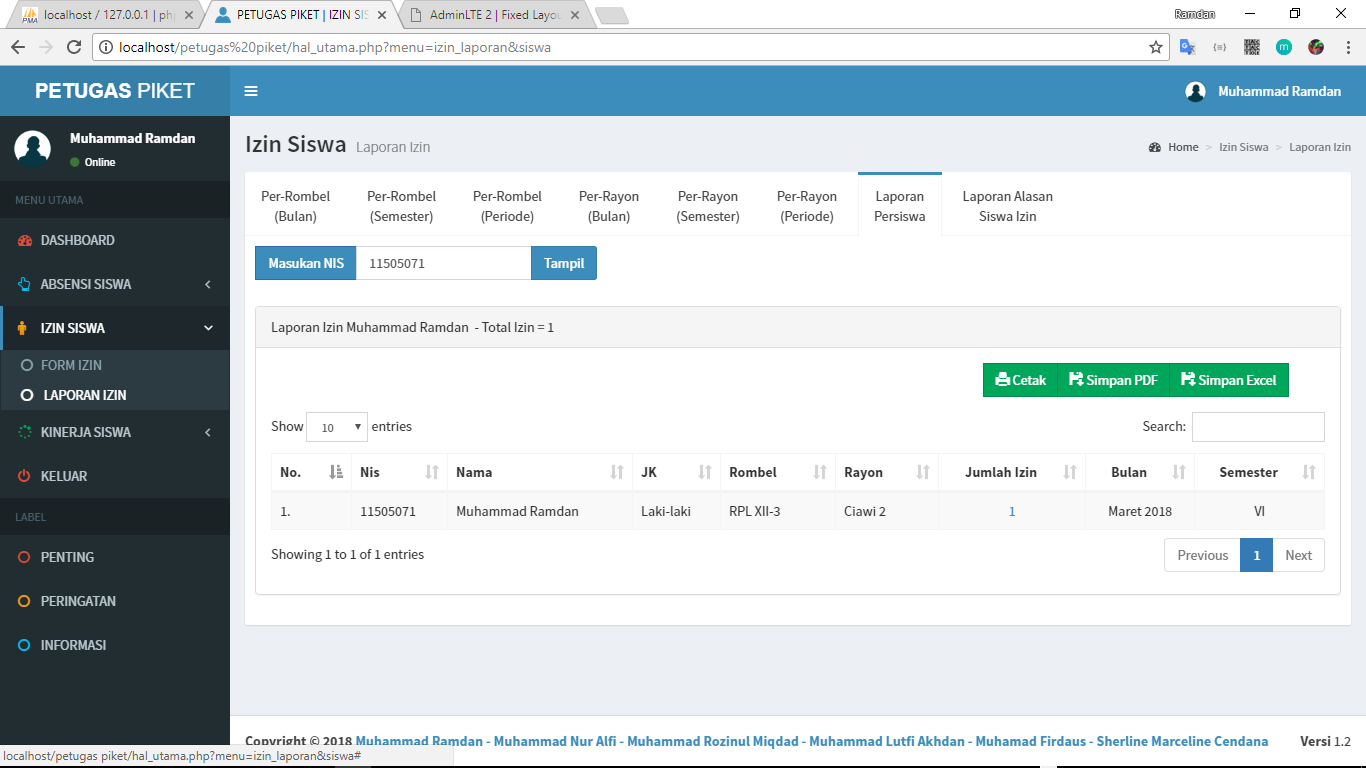 localhost / 127.0.0.1 | ph
PETUGAS PIKET | IZIN SIS
AdminLTE 2 | Fixed Layou
Ramdan
localhost/petugas%20piket/hal_utama.php?menu=izin_laporan&siswa
PETUGAS PIKET
Muhammad Ramdan
Muhammad Ramdan
Online
MENU UTAMA
DASHBOARD
ABSENSI SISWA
IZIN SISWA
FORM IZIN
LAPORAN IZIN
KINERJA SISWA
KELUAR
LABEL
PENTING
PERINGATAN
INFORMASI
Izin Siswa Laporan Izin
Home > Izin Siswa > Laporan Izin
Per-Rombel
(Bulan)
Per-Rombel
(Semester)
Per-Rombel
(Periode)
Per-Rayon
(Bulan)
Per-Rayon
(Semester)
Per-Rayon
(Periode)
Laporan
Persiswa
Laporan Alasan
Siswa Izin
Masukan NIS 11505071 Tampil
Laporan Izin Muhammad Ramdan - Total Izin = 1
Cetak Simpan PDF Simpan Excel
Show 10 entries Search:
No. Nis Nama JK Rombel Rayon Jumlah Izin Bulan Semester
1. 11505071 Muhammad Ramdan Laki-laki RPL XII-3 Ciawi 2 1 Maret 2018 VI
Showing 1 to 1 of 1 entries Previous 1 Next
Copyright © 2018 Muhammad Ramdan - Muhammad Nur Alfi - Muhammad Rozinul Miqdad - Muhammad Lutfi Akhdan - Muhamad Firdaus - Sherline Marceline Cendana Versi 1.2
localhost/petugas piket/hal_utama.php?menu=izin_laporan&siswa#